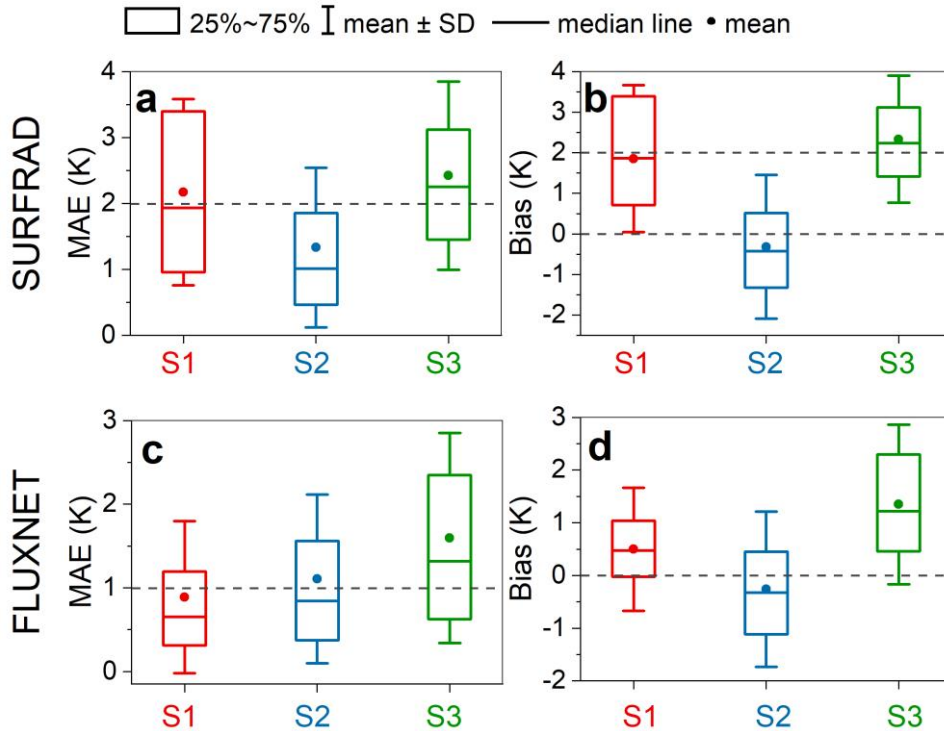 25%~75% mean ± SD median line mean
SURFRAD
a
MAE (K)
4
3
2
1
0
S1 S2 S3
b
Bias (K)
4
3
2
1
0
-1
-2
S1 S2 S3
FLUXNET
c
MAE (K)
3
2
1
0
S1 S2 S3
d
Bias (K)
3
2
1
0
-1
-2
S1 S2 S3